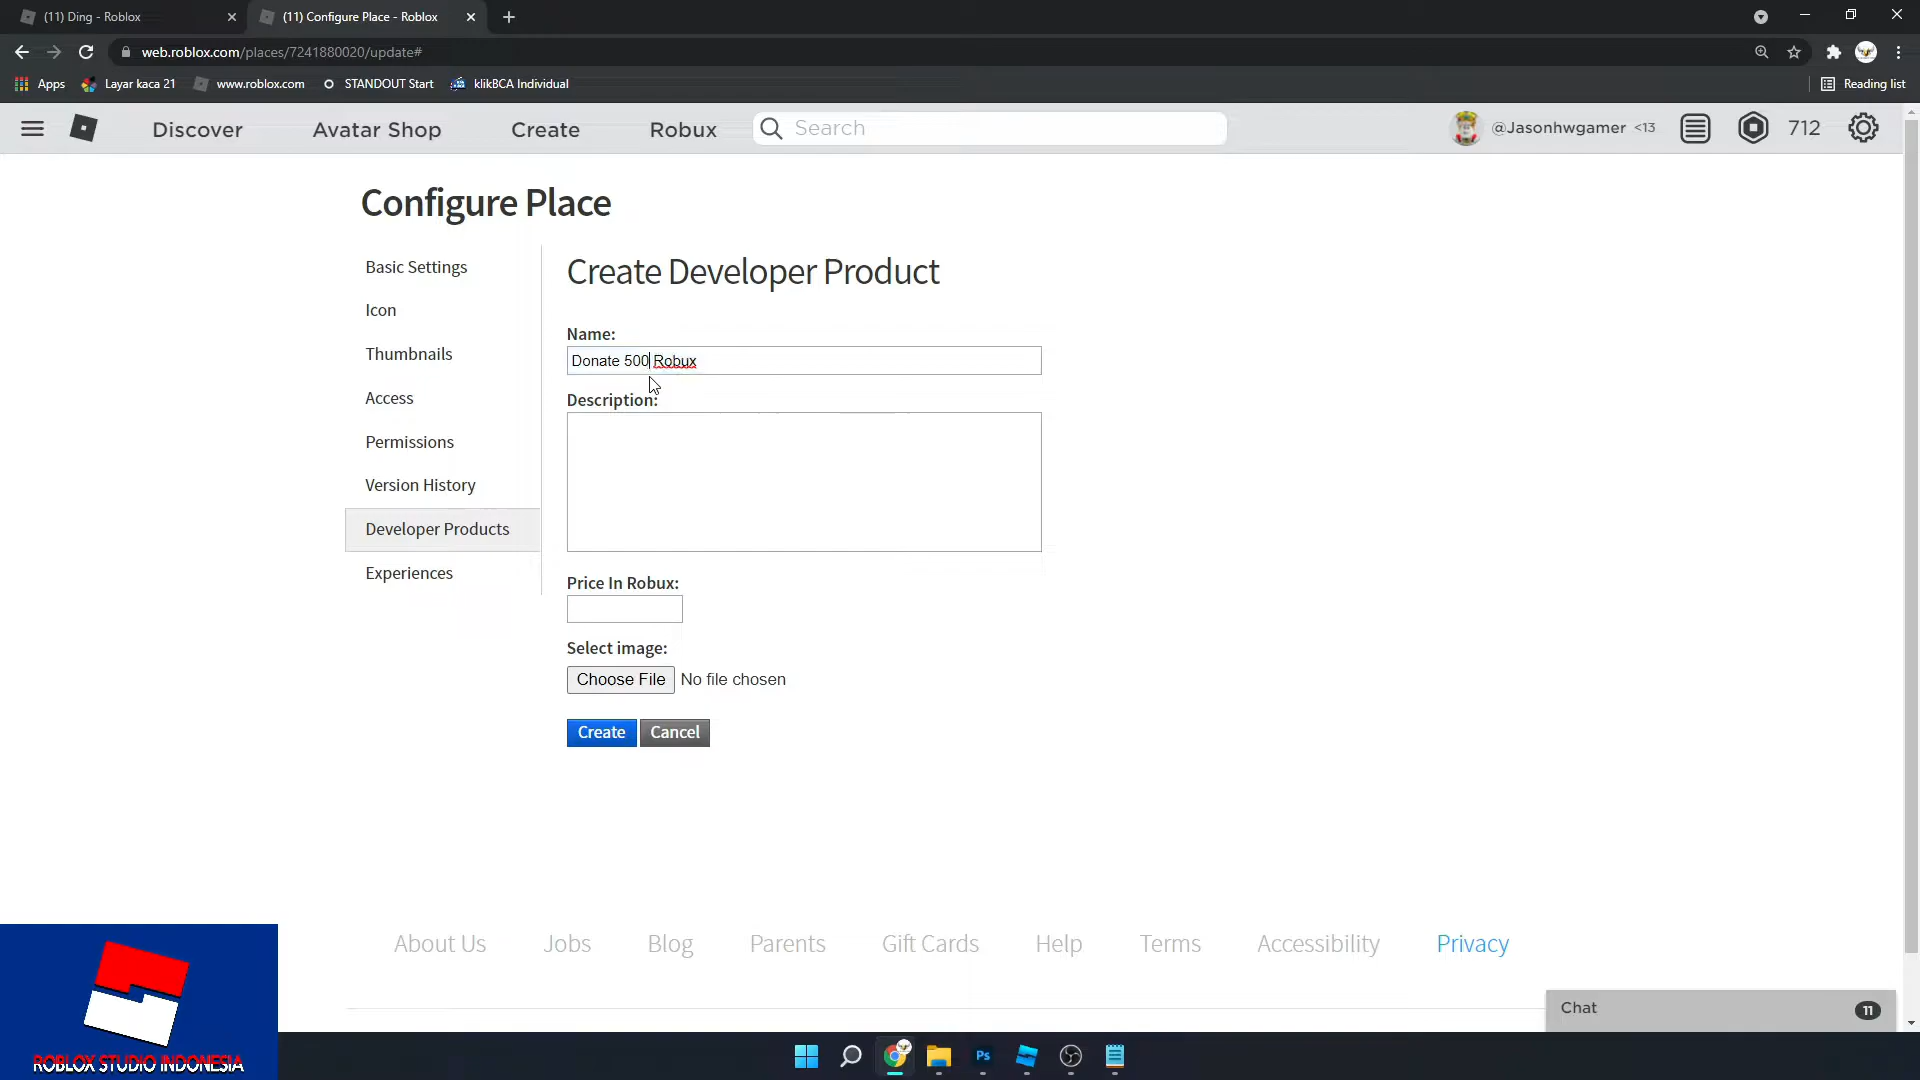 (11) Ding - Roblox
(11) Configure Place - Roblox
web.roblox.com/places/7241880020/update#
Apps
Layar kaca 21
www.roblox.com
STANDOUT Start
klikBCA Individual
Reading list
Discover
Avatar Shop
Create
Robux
Search
@Jasonhwgamer <13
712
Configure Place
Basic Settings
Icon
Thumbnails
Access
Permissions
Version History
Developer Products
Experiences
Create Developer Product
Name:
Donate 500 Robux
Description:
Price In Robux:
Select image:
Choose File No file chosen
Create
Cancel
About Us
Jobs
Blog
Parents
Gift Cards
Help
Terms
Accessibility
Privacy
Chat
11
ROBLOX STUDIO INDONESIA
Ps